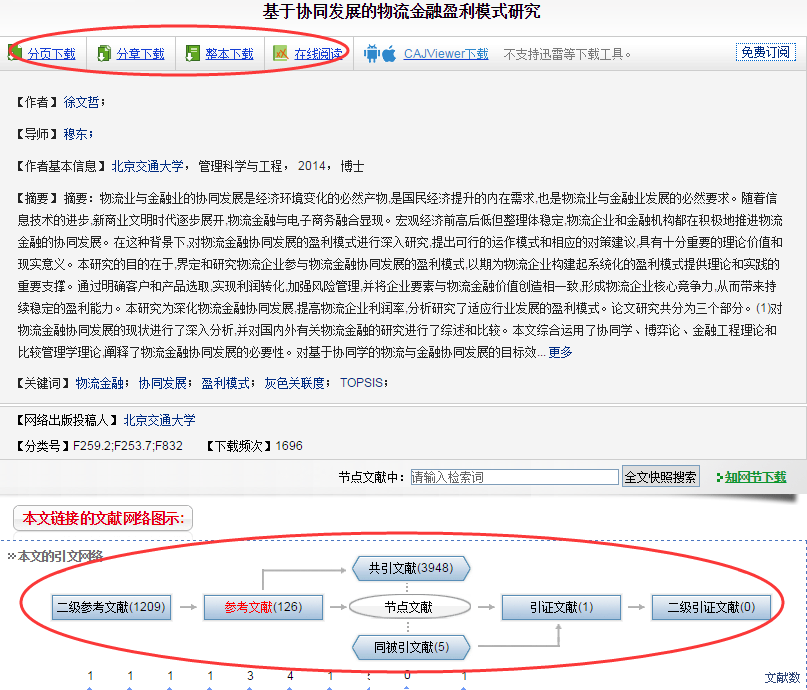 基于协同发展的物流金融盈利模式研究
分页下载 分章下载 整本下载 在线阅读 CAJViewer下载 不支持迅雷等下载工具。 免费订阅
【作者】 徐文哲；
【导师】 穆东；
【作者基本信息】 北京交通大学， 管理科学与工程， 2014， 博士
【摘要】 摘要：物流业与金融业的协同发展是经济环境变化的必然产物,是国民经济提升的内在需求,也是物流业与金融业发展的必然要求。随着信
息技术的进步,新商业文明时代逐步展开,物流金融与电子商务融合显现。宏观经济前高后低但整理体稳定,物流企业和金融机构都在积极地推进物流
金融的协同发展。在这种背景下,对物流金融协同发展的盈利模式进行深入研究,提出可行的运作模式和相应的对策建议,具有十分重要的理论价值和
现实意义。本研究的目的在于,界定和研究物流企业参与物流金融协同发展的盈利模式,以期为物流企业构建起系统化的盈利模式提供理论和实践的
重要支撑。通过明确客户和产品选取,实现利润转化,加强风险管理,并将企业要素与物流金融价值创造相一致,形成物流企业核心竞争力,从而带来持
续稳定的盈利能力。本研究为深化物流金融协同发展,提高物流企业利润率,分析研究了适应行业发展的盈利模式。论文研究共分为三个部分。(1)对
物流金融协同发展的现状进行了深入分析,并对国内外有关物流金融的研究进行了综述和比较。本文综合运用了协同学、博弈论、金融工程理论和
比较管理学理论,阐释了物流金融协同发展的必要性。对基于协同学的物流与金融协同发展的目标效... 更多
【关键词】 物流金融； 协同发展； 盈利模式； 灰色关联度； TOPSIS；
【网络出版投稿人】 北京交通大学
【分类号】F259.2;F253.7;F832 【下载频次】1696
节点文献中： 请输入检索词 全文快照搜索 知网节下载
本文链接的文献网络图示:
本文的引文网络
共引文献(3948)
二级参考文献(1209) 参考文献(126) 节点文献 引证文献(1) 二级引证文献(0)
同被引文献(5)
1 1 1 1 3 4 1 0 1 文献数